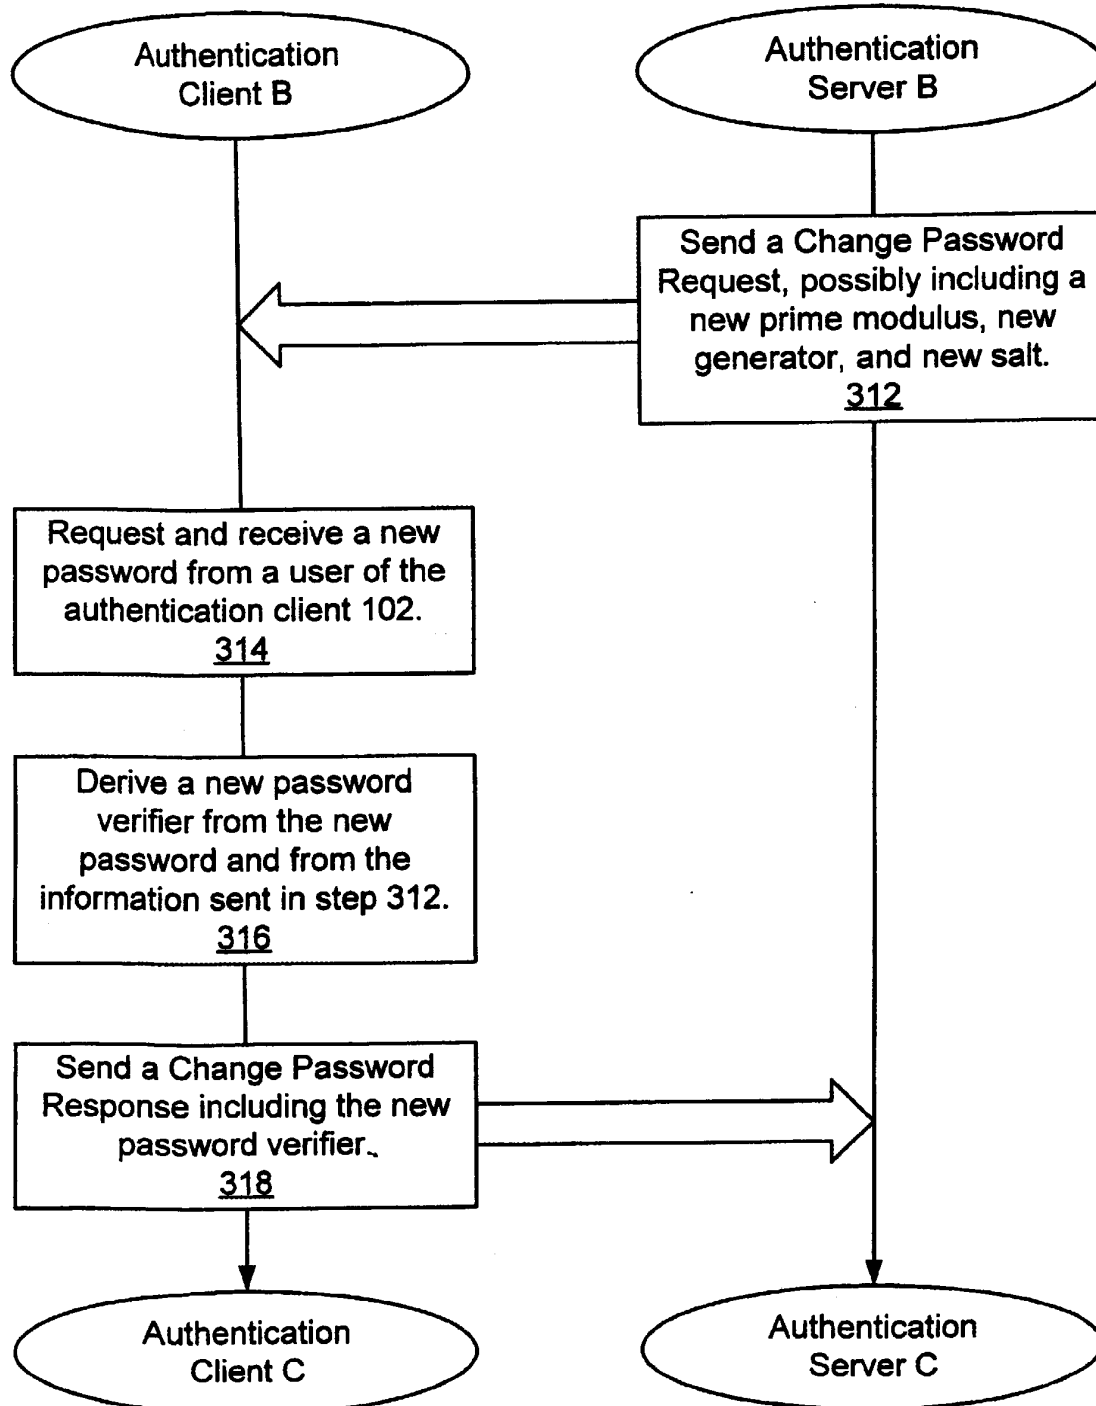 Authentication
Client B
Authentication
Server B
Send a Change Password
Request, possibly including a
new prime modulus, new
generator, and new salt.
312
Request and receive a new
password from a user of the
authentication client 102.
314
Derive a new password
verifier from the new
password and from the
information sent in step 312.
316
Send a Change Password
Response including the new
password verifier.
318
Authentication
Client C
Authentication
Server C